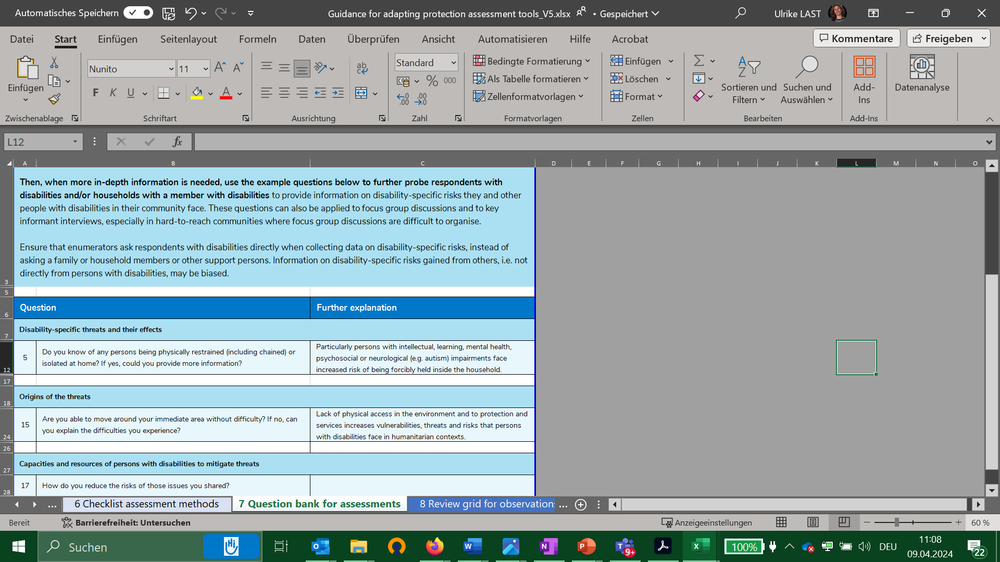 Automatisches Speichern
Guidance for adapting protection assessment tools_V5.xlsx • Gespeichert
Ulrike LAST
Datei Start Einfügen Seitenlayout Formeln Daten Überprüfen Ansicht Automatisieren Hilfe Acrobat
Kommentare Freigeben
Einfügen
Zwischenablage
Nunito 11
F K U
Schriftart
Ausrichtung
Standard
% 000
Zahl
Bedingte Formatierung
Als Tabelle formatieren
Zellenformatvorlagen
Formatvorlagen
Einfügen
Löschen
Format
Zellen
Sortieren und
Filtern
Suchen und
Auswählen
Bearbeiten
Add-
Ins
Add-Ins
Datenanalyse
L12
fx
A B C D E F G H I J K L M N O
Then, when more in-depth information is needed, use the example questions below to further probe respondents with
disabilities and/or households with a member with disabilities to provide information on disability-specific risks they and other
people with disabilities in their community face. These questions can also be applied to focus group discussions and to key
informant interviews, especially in hard-to-reach communities where focus group discussions are difficult to organise.
Ensure that enumerators ask respondents with disabilities directly when collecting data on disability-specific risks, instead of
asking a family or household members or other support persons. Information on disability-specific risks gained from others, i.e. not
directly from persons with disabilities, may be biased.
3
5
6 Question Further explanation
7 Disability-specific threats and their effects
12
5
Do you know of any persons being physically restrained (including chained) or
isolated at home? If yes, could you provide more information?
Particularly persons with intellectual, learning, mental health,
psychosocial or neurological (e.g. autism) impairments face
increased risk of being forcibly held inside the household.
17
18 Origins of the threats
24
15
Are you able to move around your immediate area without difficulty? If no, can
you explain the difficulties you experience?
Lack of physical access in the environment and to protection and
services increases vulnerabilities, threats and risks that persons
with disabilities face in humanitarian contexts.
26
27 Capacities and resources of persons with disabilities to mitigate threats
28 17 How do you reduce the risks of those issues you shared?
... 6 Checklist assessment methods 7 Question bank for assessments 8 Review grid for observation ...
Bereit Barrierefreiheit: Untersuchen Anzeigeeinstellungen 60 %
Suchen
9+
100%
DEU
11:08
09.04.2024
22